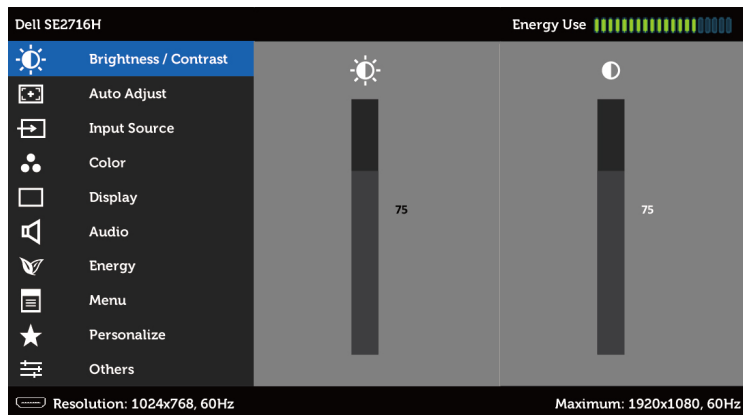 Dell SE2716H Energy Use
Brightness / Contrast
Auto Adjust
Input Source
Color
Display
75 75
Audio
Energy
Menu
Personalize
Others
Resolution: 1024x768, 60Hz Maximum: 1920x1080, 60Hz